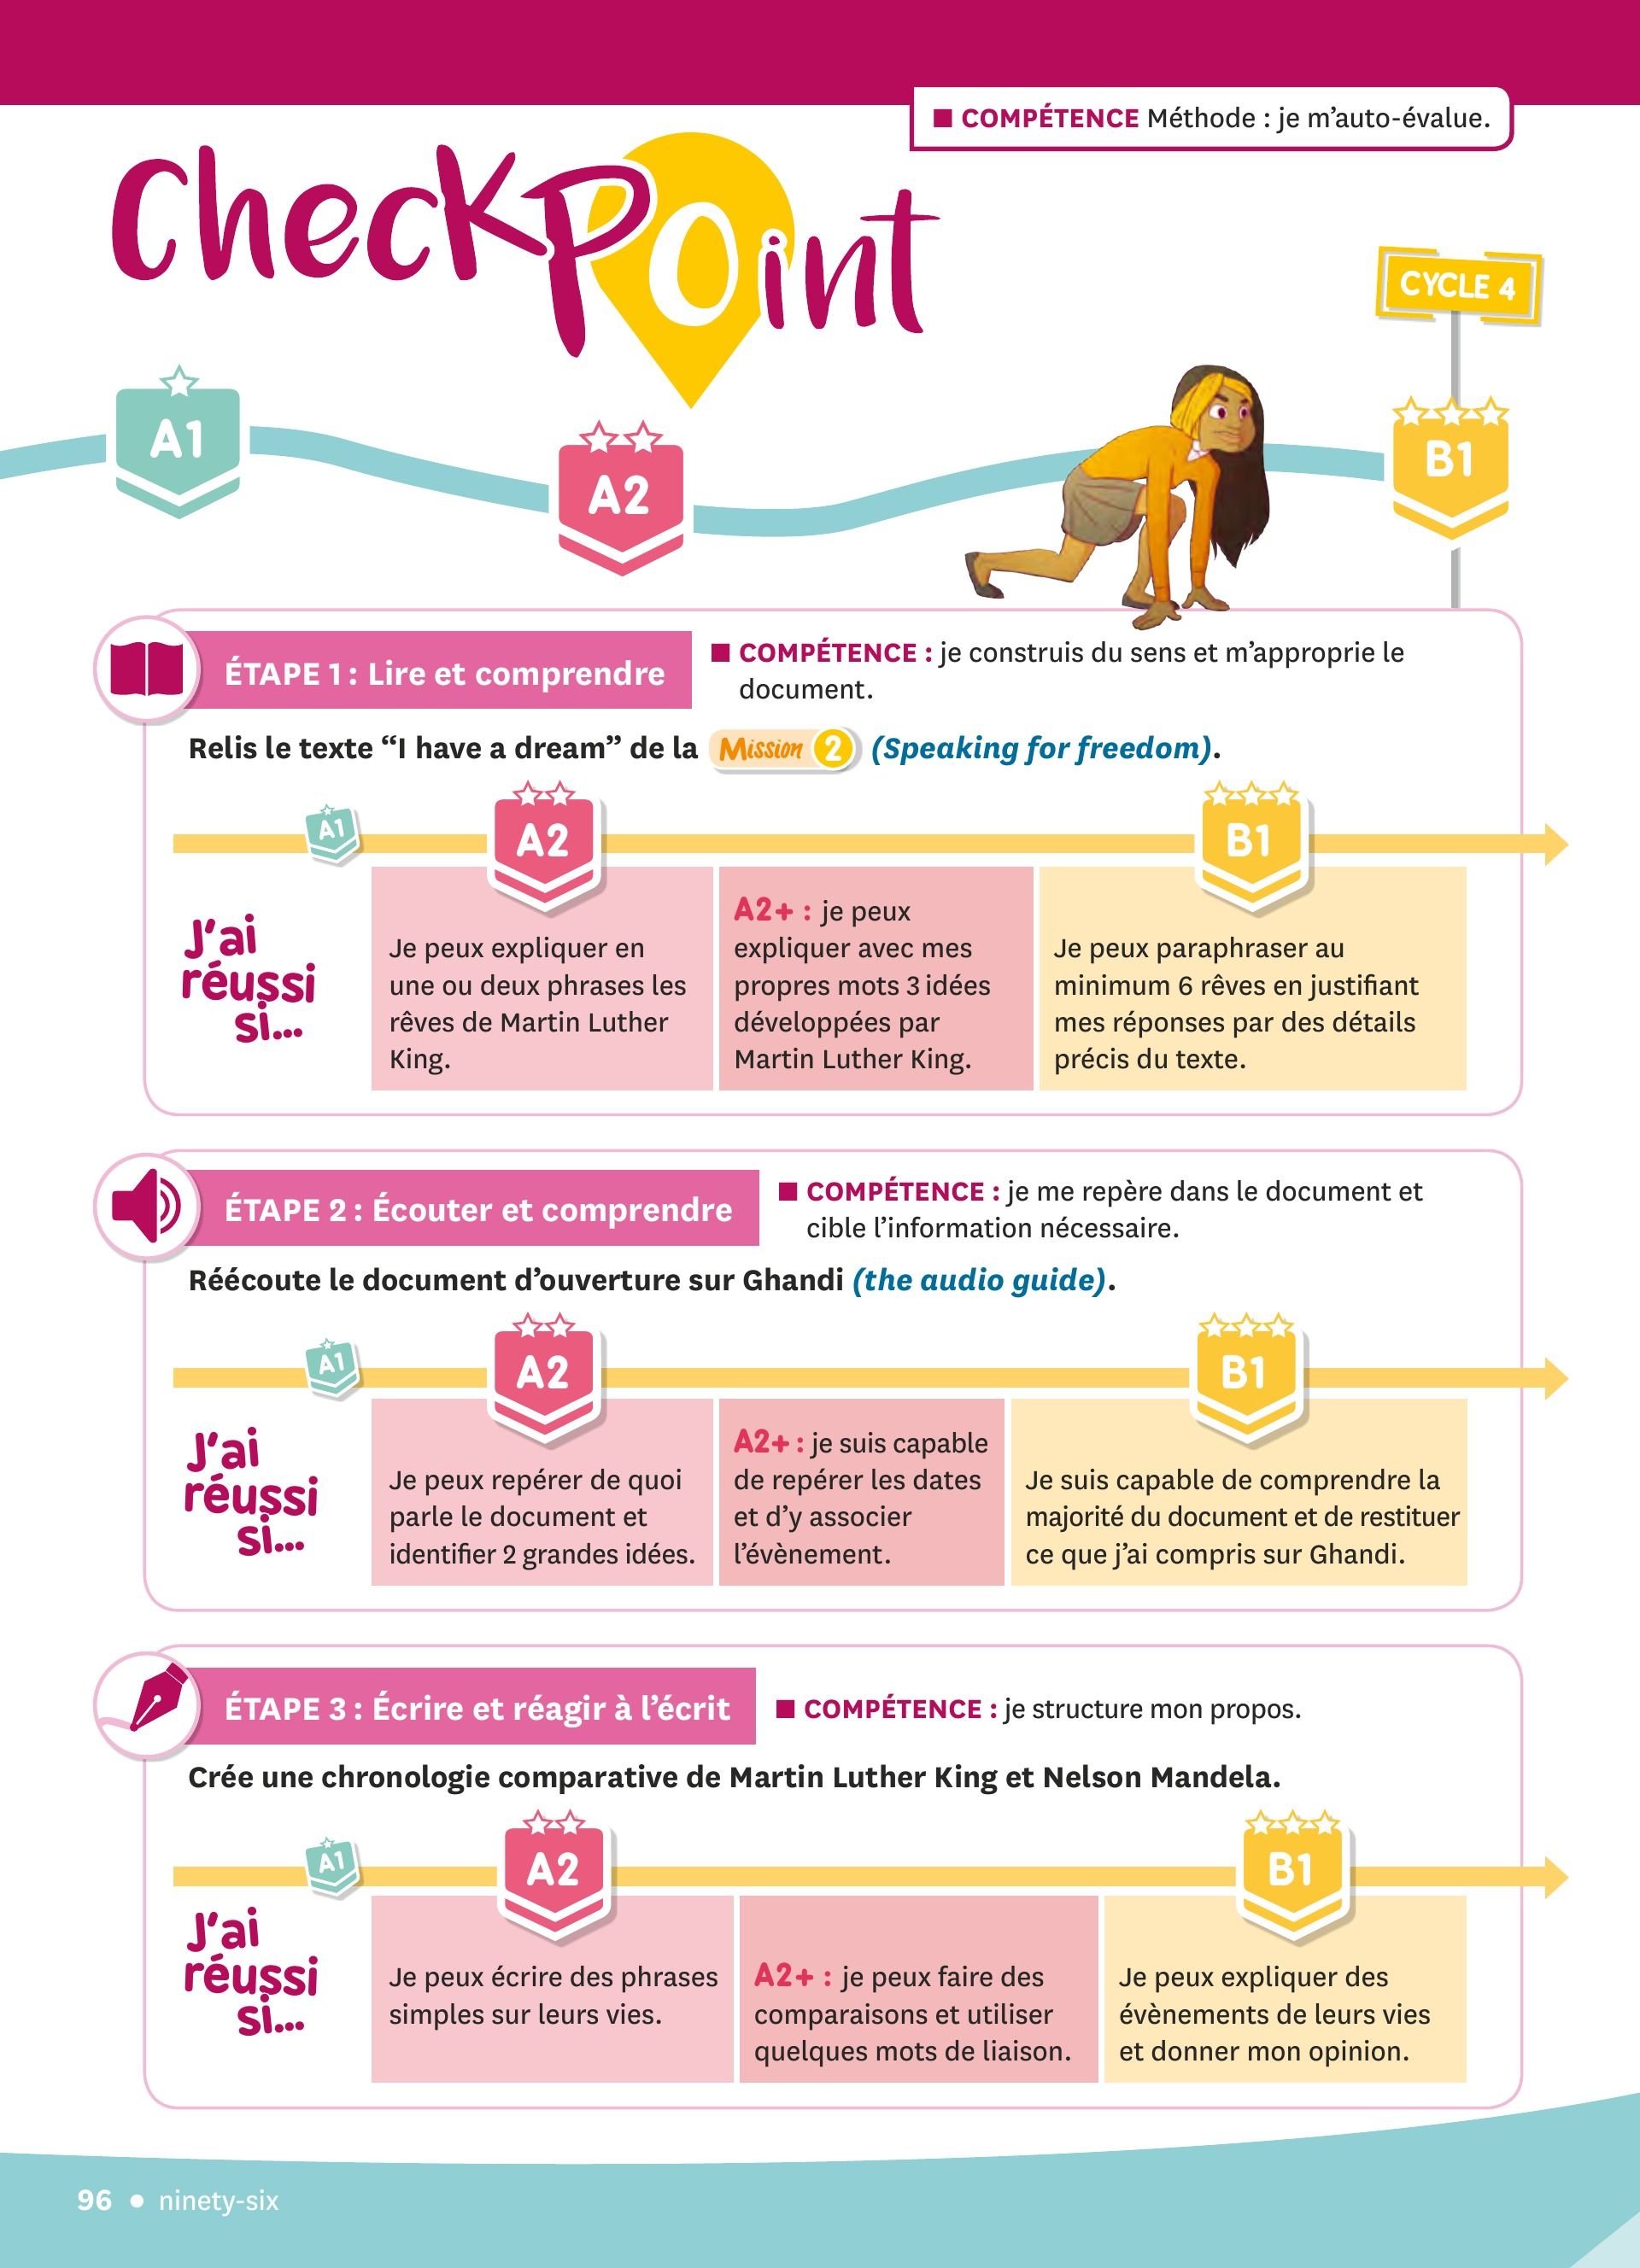 ■ COMPÉTENCE Méthode : je m’auto-évalue.
CheckPoint
CYCLE 4
A1
A2
B1
ÉTAPE 1 : Lire et comprendre
■ COMPÉTENCE : je construis du sens et m’approprie le
document.
Relis le texte “I have a dream” de la Mission 2 (Speaking for freedom).
A1
A2
B1
J’ai
réussi
si...
Je peux expliquer en
une ou deux phrases les
rêves de Martin Luther
King.
A2+ : je peux
expliquer avec mes
propres mots 3 idées
développées par
Martin Luther King.
Je peux paraphraser au
minimum 6 rêves en justifiant
mes réponses par des détails
précis du texte.
ÉTAPE 2 : Écouter et comprendre
■ COMPÉTENCE : je me repère dans le document et
cible l’information nécessaire.
Réécoute le document d’ouverture sur Ghandi (the audio guide).
A1
A2
B1
J’ai
réussi
si...
Je peux repérer de quoi
parle le document et
identifier 2 grandes idées.
A2+ : je suis capable
de repérer les dates
et d’y associer
l’évènement.
Je suis capable de comprendre la
majorité du document et de restituer
ce que j’ai compris sur Ghandi.
ÉTAPE 3 : Écrire et réagir à l’écrit
■ COMPÉTENCE : je structure mon propos.
Crée une chronologie comparative de Martin Luther King et Nelson Mandela.
A1
A2
B1
J’ai
réussi
si...
Je peux écrire des phrases
simples sur leurs vies.
A2+ : je peux faire des
comparaisons et utiliser
quelques mots de liaison.
Je peux expliquer des
évènements de leurs vies
et donner mon opinion.
96 • ninety-six